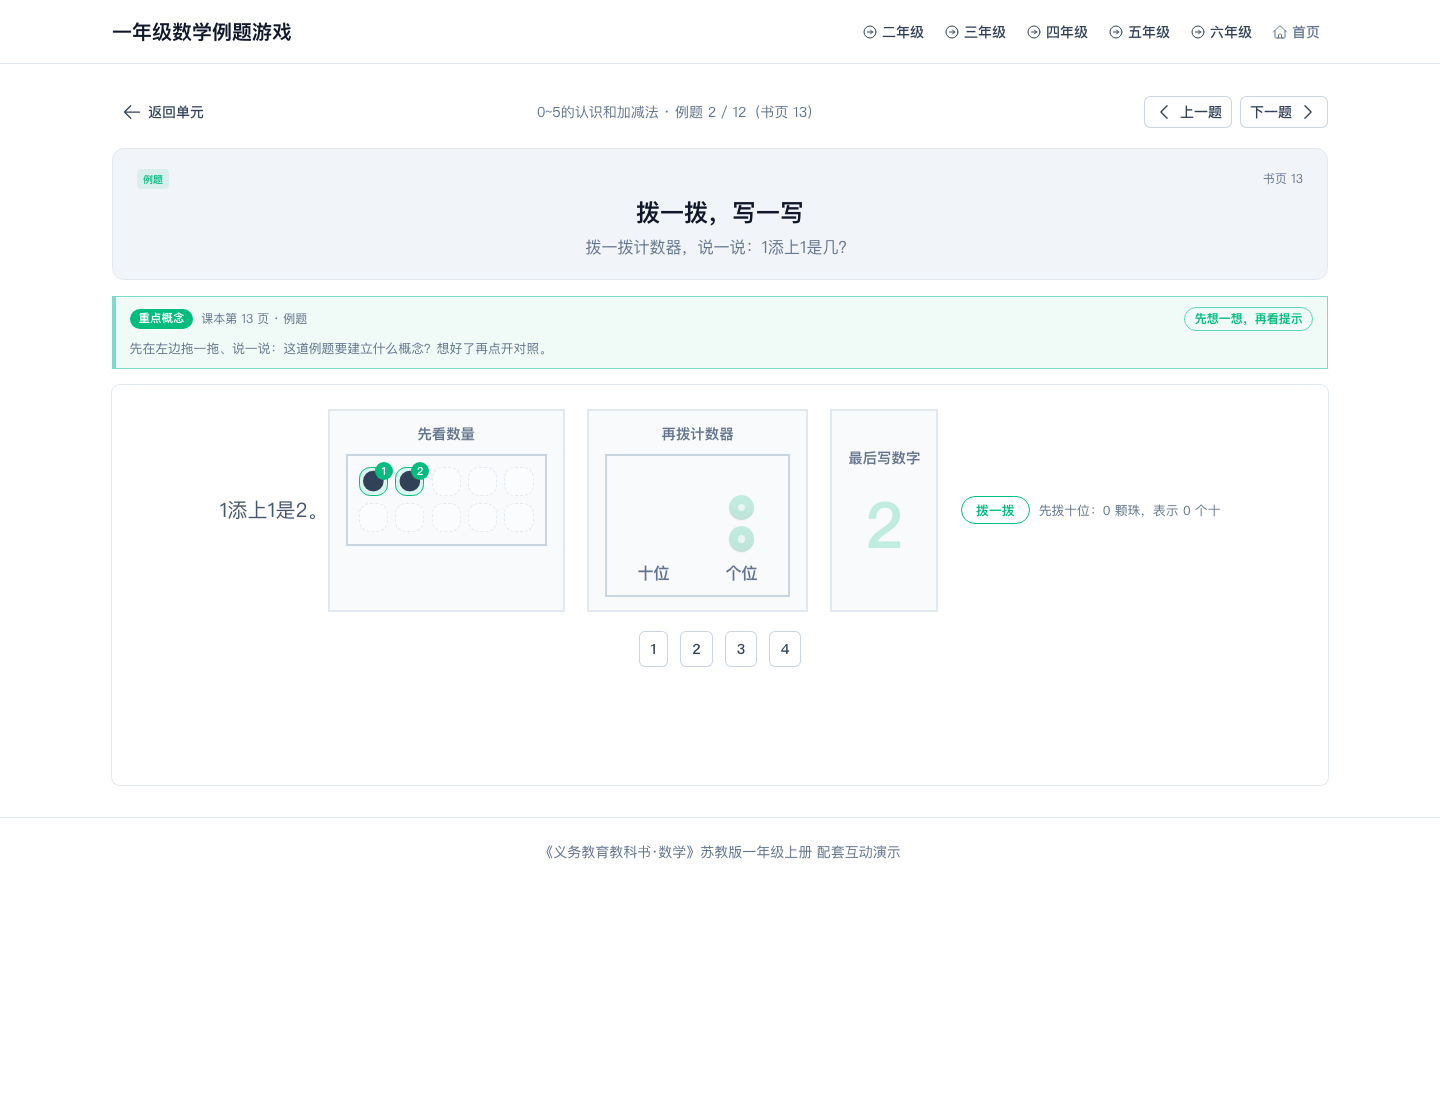 一年级数学例题游戏
二年级 三年级 四年级 五年级 六年级 首页
返回单元
0~5的认识和加减法 · 例题 2 / 12（书页 13）
上一题 下一题
例题
书页 13
拨一拨，写一写
拨一拨计数器，说一说：1添上1是几？
重点概念 课本第 13 页 · 例题
先想一想，再看提示
先在左边拖一拖、说一说：这道例题要建立什么概念？想好了再点开对照。
1添上1是2。
先看数量
1 2
再拨计数器
十位 个位
最后写数字
2
拨一拨 先拨十位：0 颗珠，表示 0 个十
1 2 3 4
《义务教育教科书·数学》苏教版一年级上册 配套互动演示